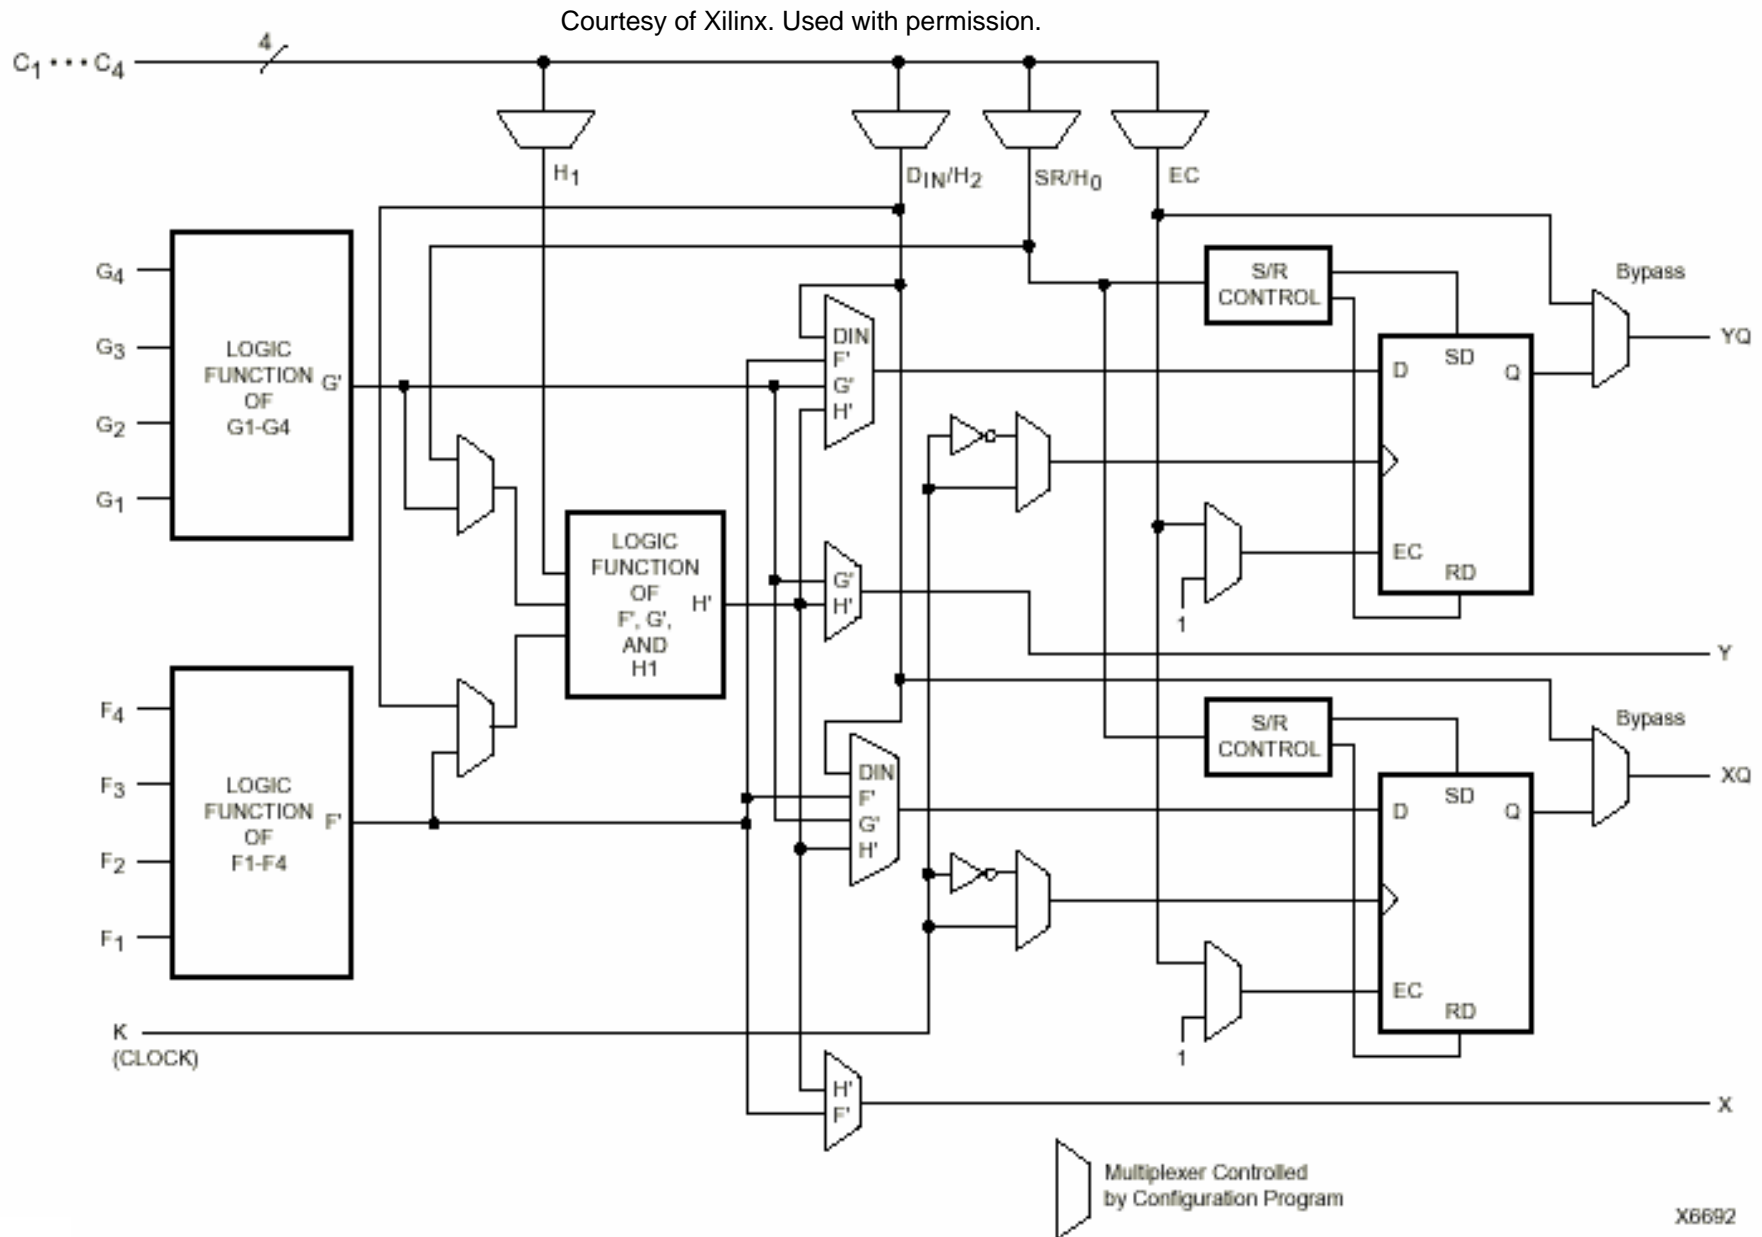 Courtesy of Xilinx. Used with permission.
4
C1 • • • C4
H1
DIN/H2
SR/H0
EC
G4
G3
G2
G1
LOGIC
FUNCTION
OF
G1-G4
G'
DIN
F'
G'
H'
S/R
CONTROL
Bypass
D
SD
Q
EC
RD
YQ
1
LOGIC
FUNCTION
OF
F', G',
AND
H1
H'
G'
H'
Y
F4
F3
F2
F1
LOGIC
FUNCTION
OF
F1-F4
F'
DIN
F'
G'
H'
S/R
CONTROL
Bypass
D
SD
Q
EC
RD
XQ
1
K
(CLOCK)
H'
F'
X
Multiplexer Controlled
by Configuration Program
X6692